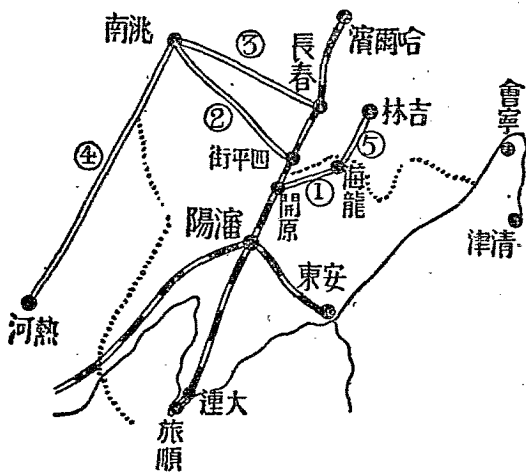 洮南
③
長春
哈爾濱
②
吉林
會寧
④
四平街
⑤
①
海龍
開原
瀋陽
清津
安東
熱河
大連
旅順